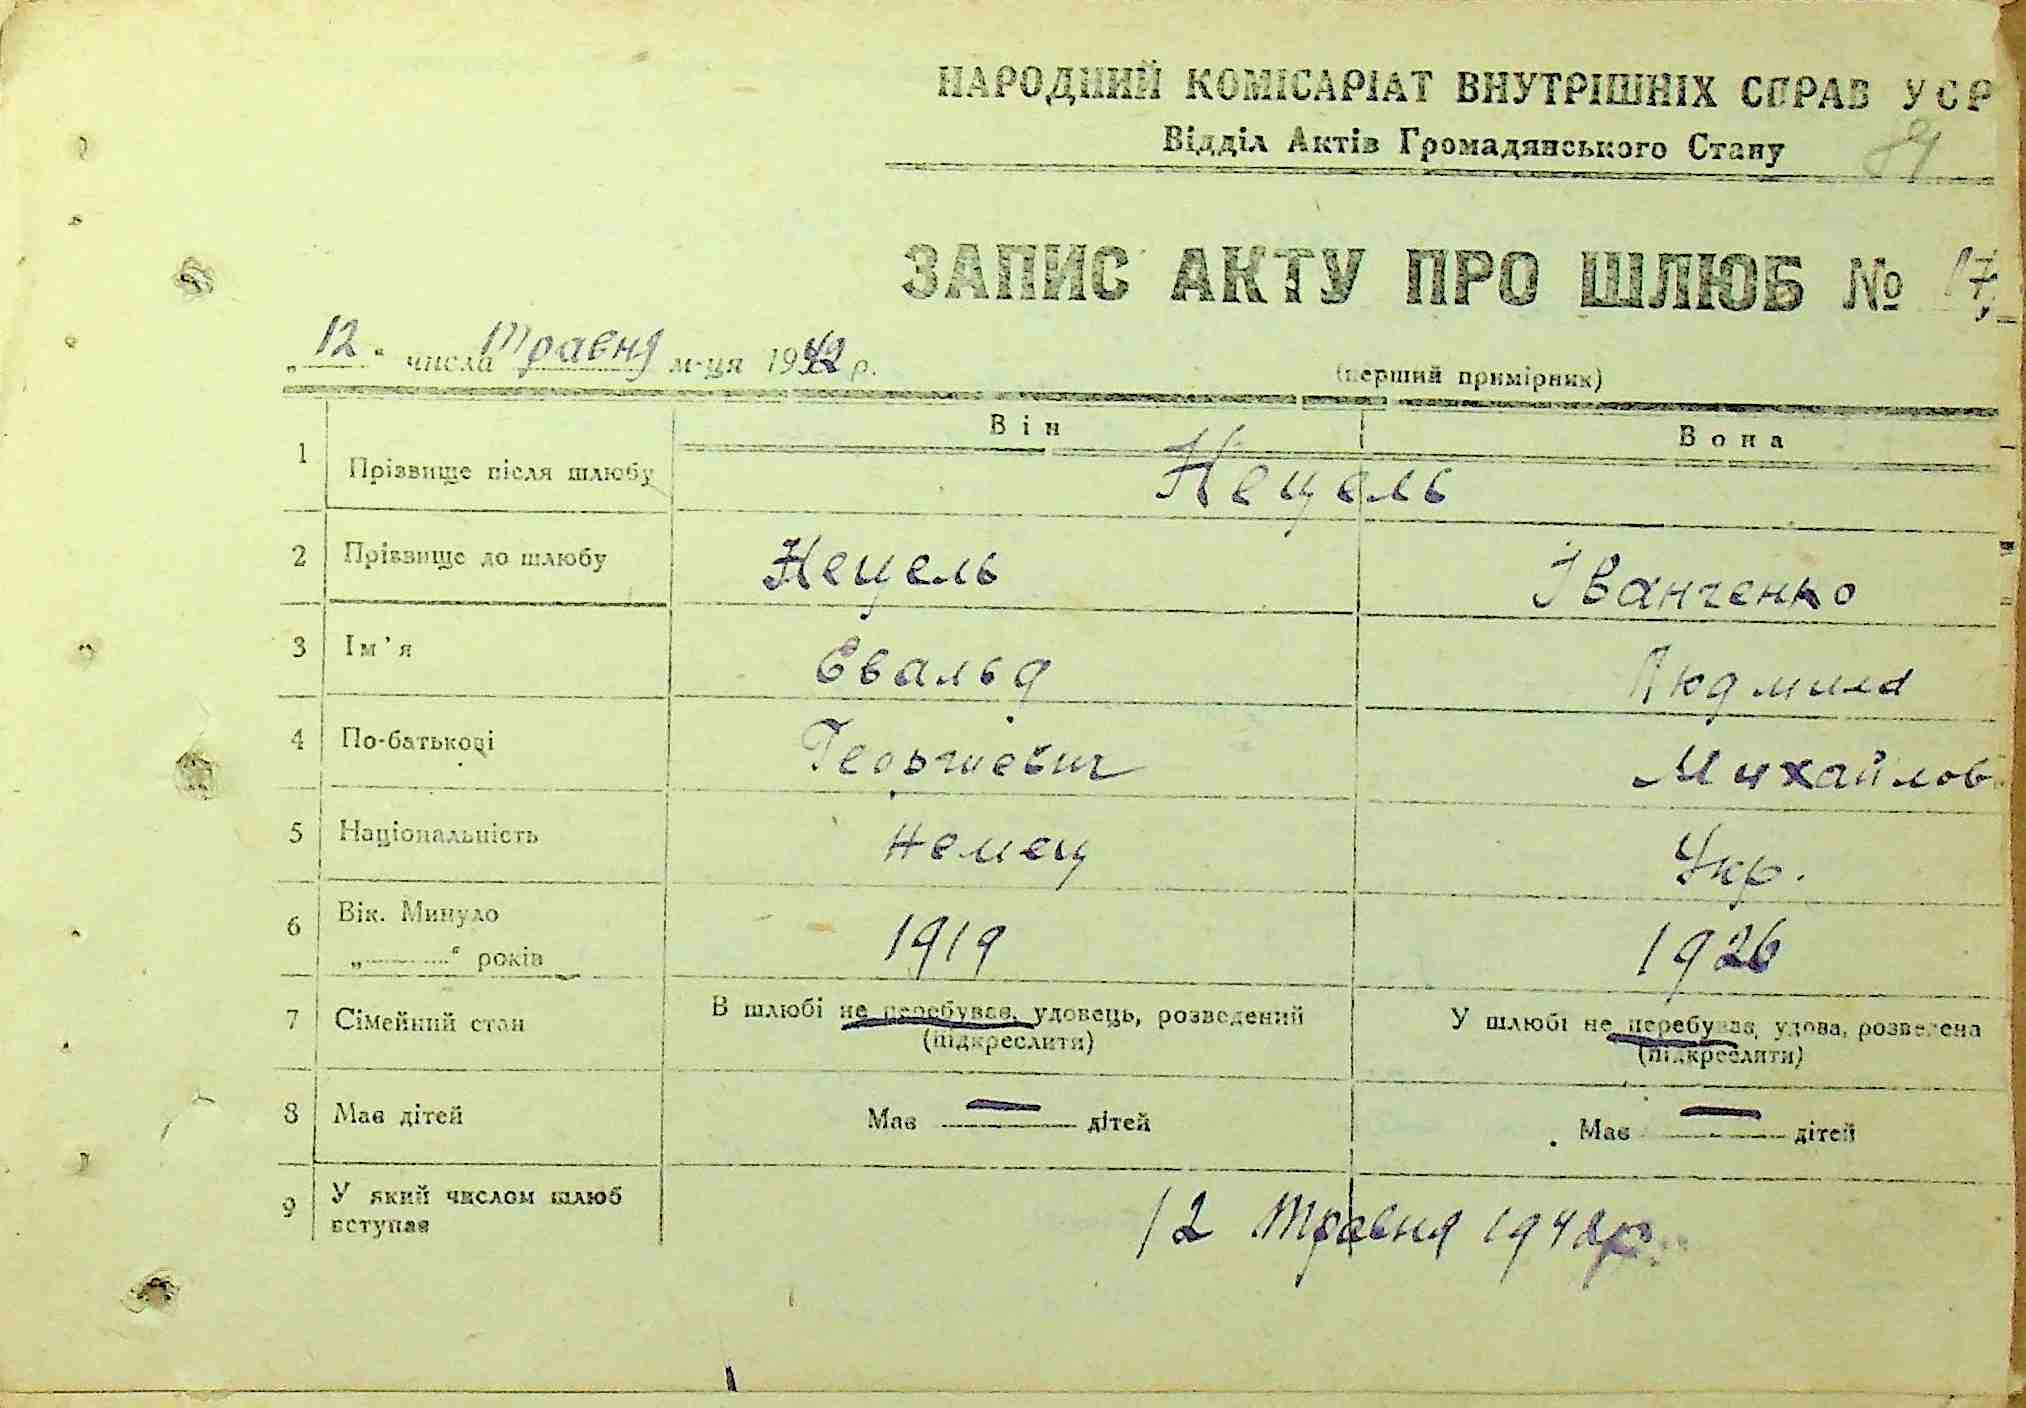 НАРОДНИЙ КОМІСАРІАТ ВНУТРІШНІХ СПРАВ УСР
Відділ Актів Громадянського Стану
ЗАПИС АКТУ ПРО ШЛЮБ № 17
„12“ числа Травня м-ця 1942 р.
(перший примірник)
Він Вона
1 Прізвище після шлюбу Нецель
2 Прізвище до шлюбу Нецель Іванченко
3 Ім'я Євальд Людмила
4 По-батькові Георгиевич Михайлов
5 Національність Немец Укр.
6 Вік. Минуло 1919 1926
„ “ років
7 Сімейний стан В шлюбі не перебував, удовець, розведений У шлюбі не перебував, удова, розведена
(підкреслити) (підкреслити)
8 Має дітей Має — дітей Має — дітей
9 У який числом шлюб 12 Травня 1942р.
вступає